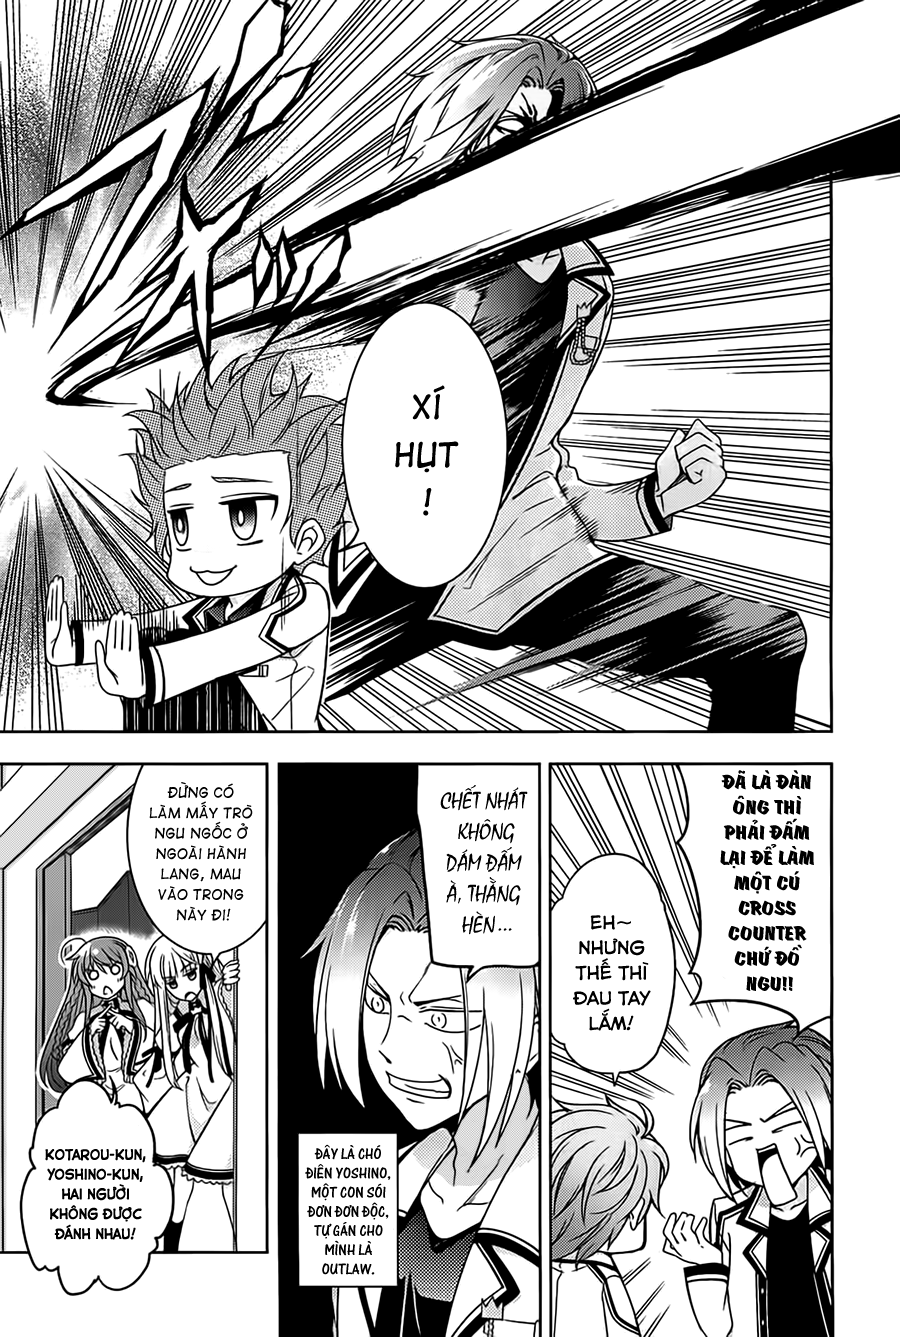 XÍ
HỤT
!
ĐÃ LÀ ĐÀN
ÔNG THÌ
PHẢI ĐẤM
LẠI ĐỂ LÀM
MỘT CÚ
CROSS
COUNTER
CHỨ ĐỒ
NGU!!
EH~
NHƯNG
THẾ THÌ
ĐAU TAY
LẮM!
CHẾT NHÁT
KHÔNG
DÁM ĐẤM
À, THẰNG
HÈN...
ĐÂY LÀ CHÓ
ĐIÊN YOSHINO,
MỘT CON SÓI
ĐƠN ĐƠN ĐỘC,
TỰ GÁN CHO
MÌNH LÀ
OUTLAW.
ĐỪNG CÓ
LÀM MẤY TRÒ
NGU NGỐC Ở
NGOÀI HÀNH
LANG, MAU
VÀO TRONG
NÀY ĐI!
KOTAROU-KUN,
YOSHINO-KUN,
HAI NGƯỜI
KHÔNG ĐƯỢC
ĐÁNH NHAU!